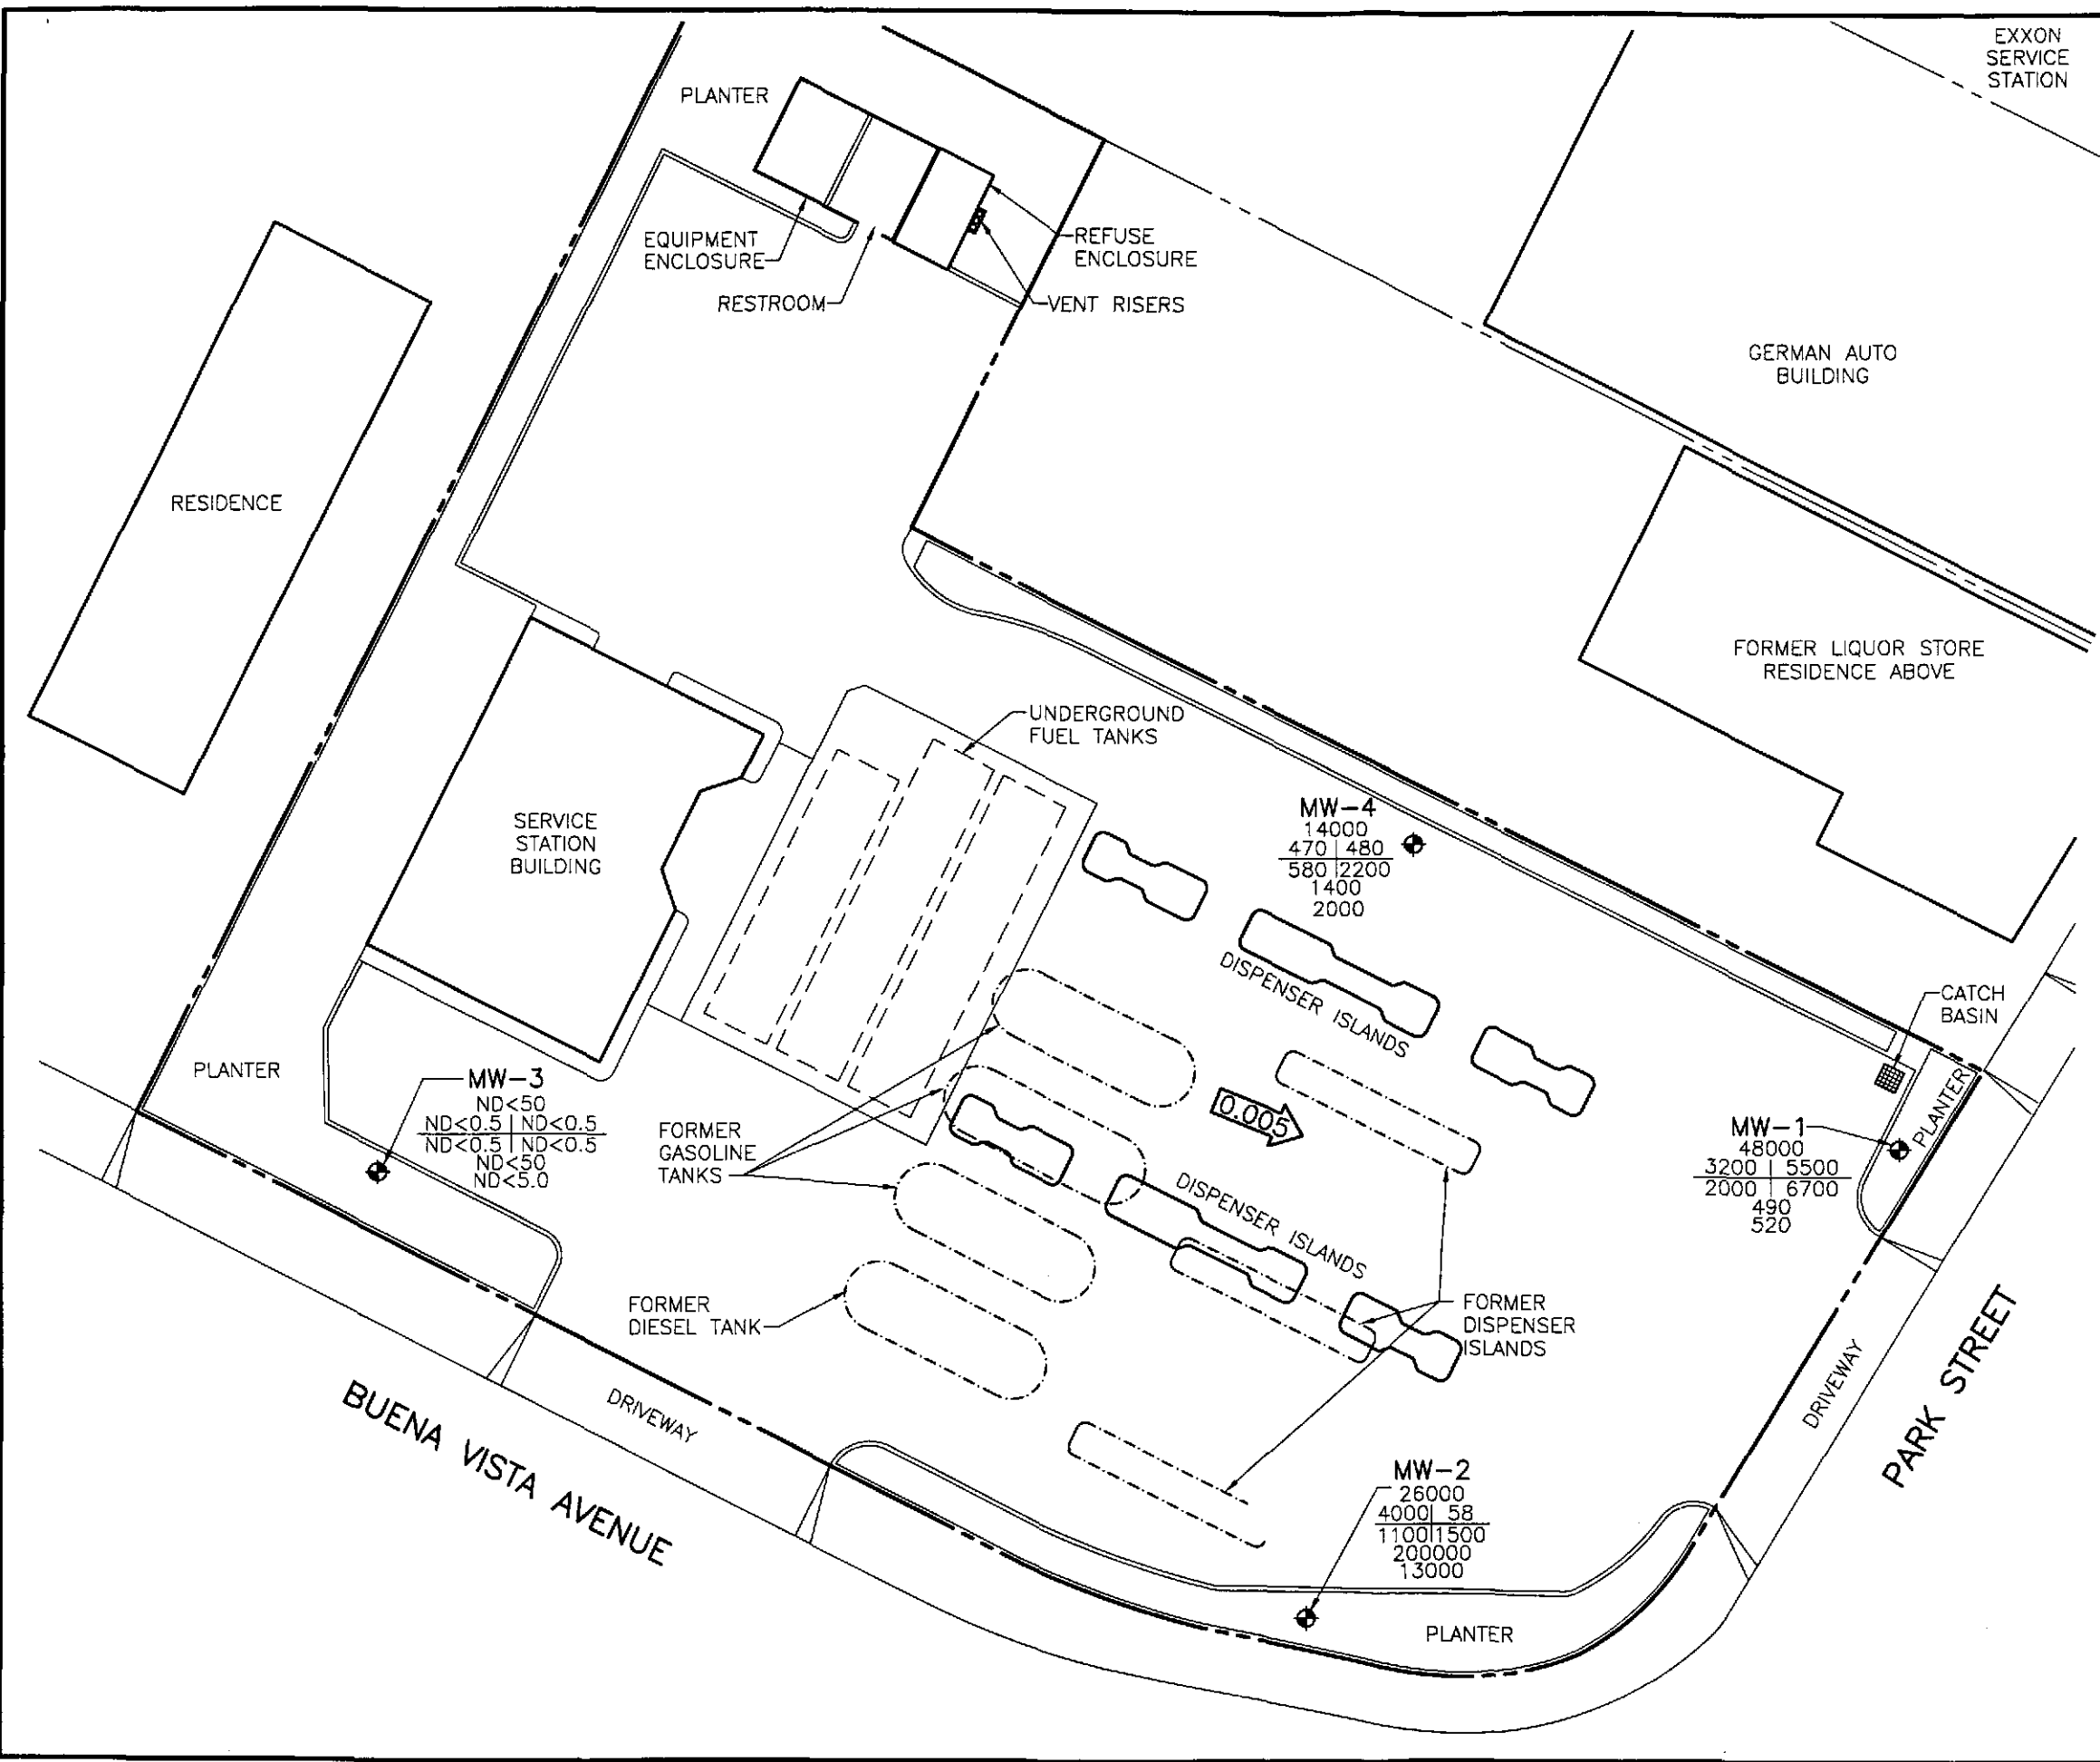 EXXON
SERVICE
STATION
PLANTER
EQUIPMENT
ENCLOSURE
RESTROOM
REFUSE
ENCLOSURE
VENT RISERS
GERMAN AUTO
BUILDING
RESIDENCE
FORMER LIQUOR STORE
RESIDENCE ABOVE
UNDERGROUND
FUEL TANKS
SERVICE
STATION
BUILDING
MW-4
14000
470 | 480
580 | 2200
1400
2000
DISPENSER ISLANDS
CATCH
BASIN
PLANTER
PLANTER
MW-3
ND<50
ND<0.5 | ND<0.5
ND<0.5 | ND<0.5
ND<50
ND<5.0
FORMER
GASOLINE
TANKS
0.005
MW-1
48000
3200 | 5500
2000 | 6700
490
520
DISPENSER ISLANDS
FORMER
DIESEL TANK
FORMER
DISPENSER
ISLANDS
DRIVEWAY
DRIVEWAY
PARK STREET
BUENA VISTA AVENUE
MW-2
26000
4000 | 58
1100 | 1500
200000
13000
PLANTER